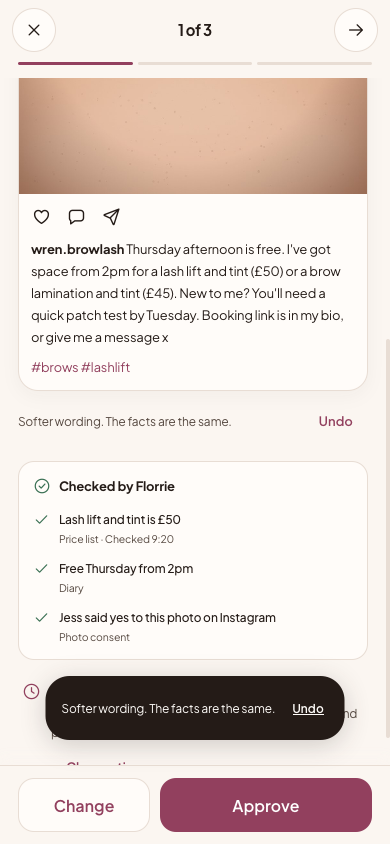 1 of 3
wren.browlash Thursday afternoon is free. I've got
space from 2pm for a lash lift and tint (£50) or a brow
lamination and tint (£45). New to me? You'll need a
quick patch test by Tuesday. Booking link is in my bio,
or give me a message x
#brows #lashlift
Softer wording. The facts are the same.
Undo
Checked by Florrie
Lash lift and tint is £50
Price list · Checked 9:20
Free Thursday from 2pm
Diary
Jess said yes to this photo on Instagram
Photo consent
Softer wording. The facts are the same.
Undo
Change
Approve